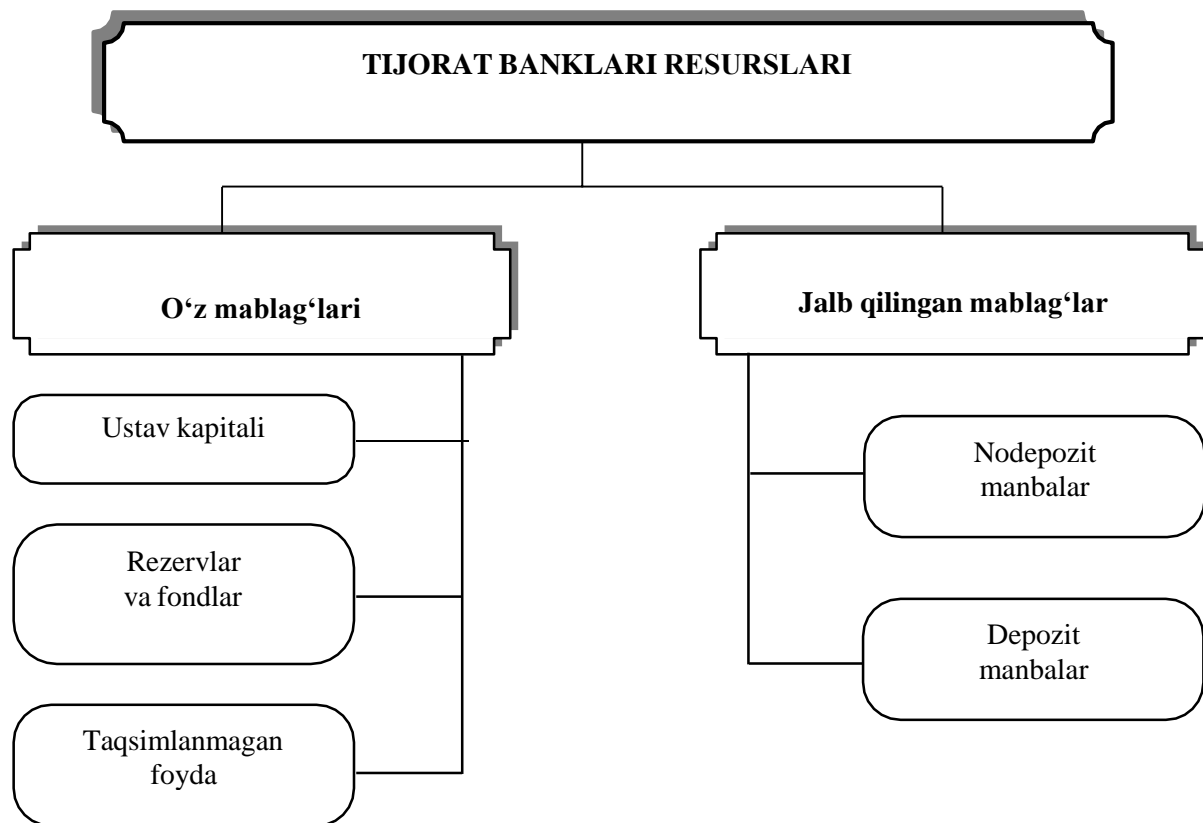 TIJORAT BANKLARI RESURSLARI
O‘z mablag‘lari
Jalb qilingan mablag‘lar
Ustav kapitali
Rezervlar
va fondlar
Taqsimlanmagan
foyda
Nodepozit
manbalar
Depozit
manbalar